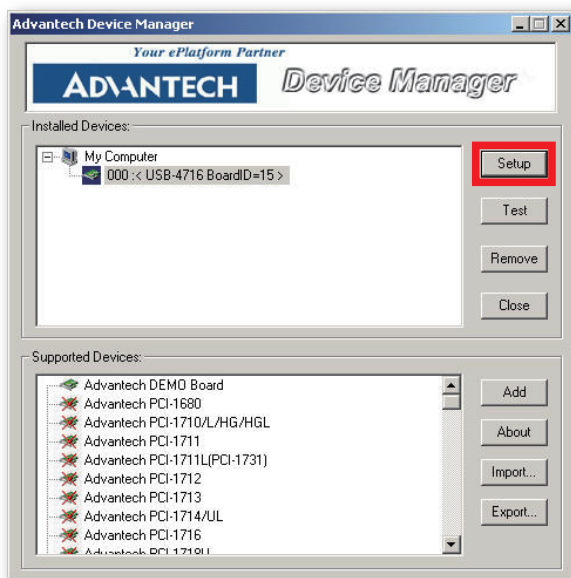 Advantech Device Manager
Your ePlatform Partner
ADVANTECH Device Manager
Installed Devices:
My Computer
000 :< USB-4716 BoardID=15 >
Setup
Test
Remove
Close
Supported Devices:
Advantech DEMO Board
Advantech PCI-1680
Advantech PCI-1710/L/HG/HGL
Advantech PCI-1711
Advantech PCI-1711L(PCI-1731)
Advantech PCI-1712
Advantech PCI-1713
Advantech PCI-1714/UL
Advantech PCI-1716
Advantech PCI-1718U
Add
About
Import...
Export...